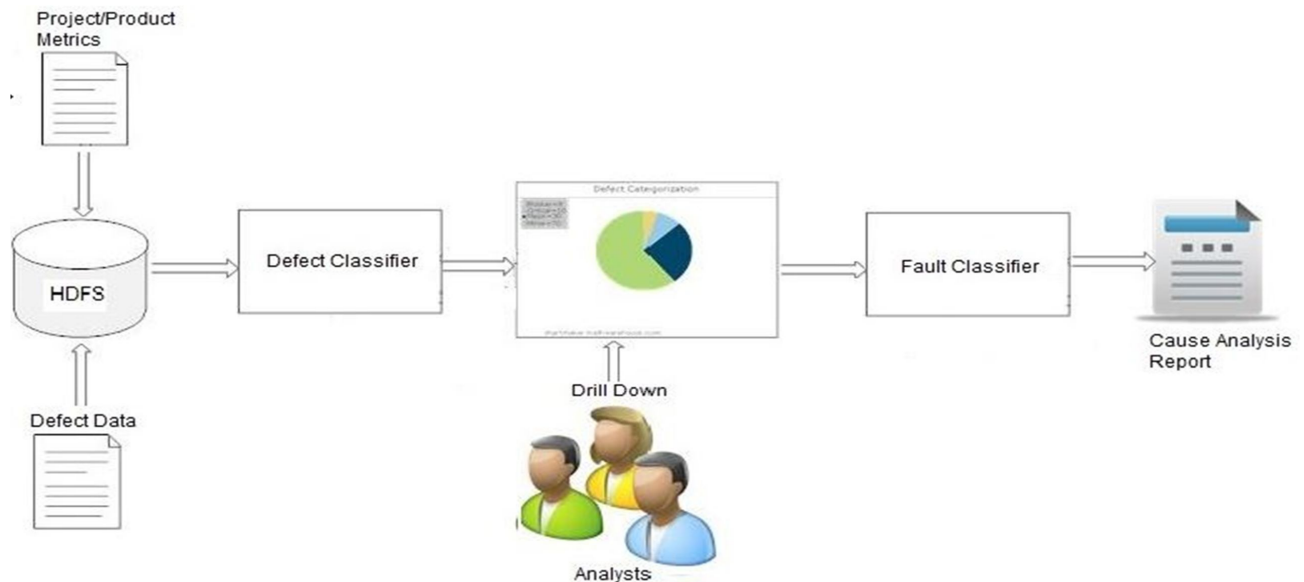 Project/Product
Metrics
Defect Categorization
Defect Classifier
Fault Classifier
HDFS
Cause Analysis
Report
Drill Down
Defect Data
Analysts